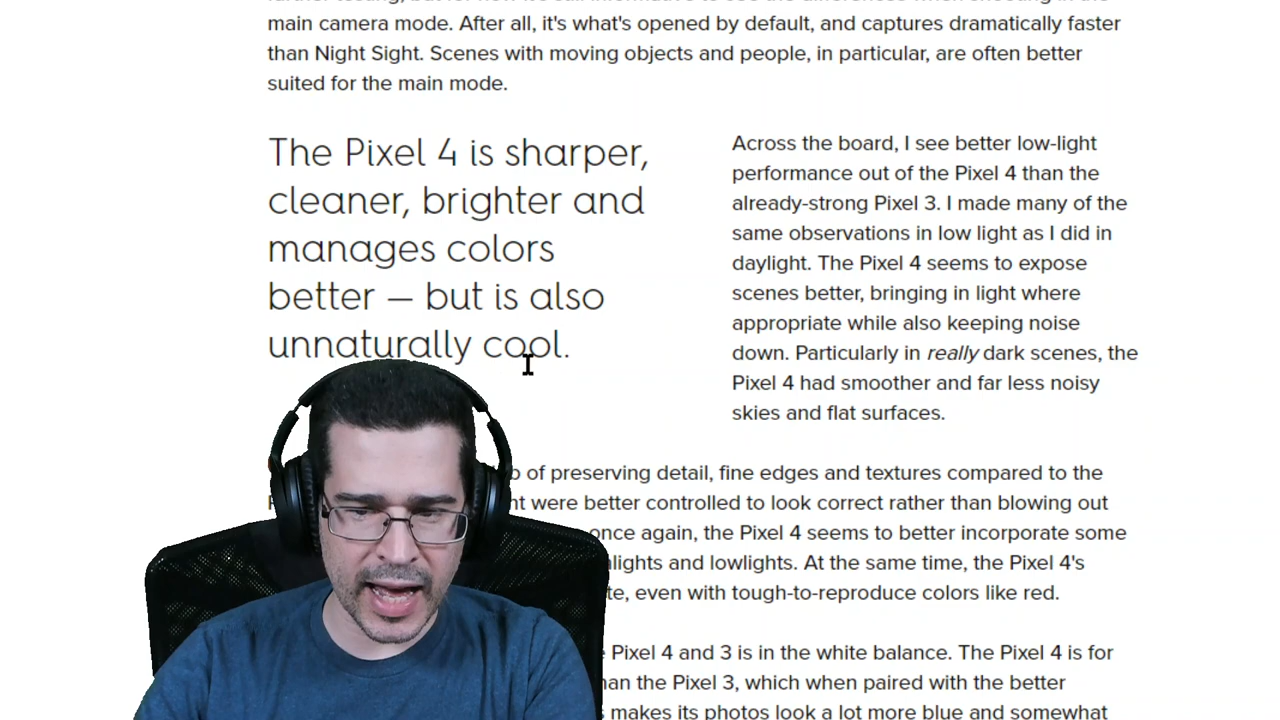 main camera mode. After all, it's what's opened by default, and captures dramatically faster
than Night Sight. Scenes with moving objects and people, in particular, are often better
suited for the main mode.
The Pixel 4 is sharper,
cleaner, brighter and
manages colors
better — but is also
unnaturally cool.
Across the board, I see better low-light
performance out of the Pixel 4 than the
already-strong Pixel 3. I made many of the
same observations in low light as I did in
daylight. The Pixel 4 seems to expose
scenes better, bringing in light where
appropriate while also keeping noise
down. Particularly in really dark scenes, the
Pixel 4 had smoother and far less noisy
skies and flat surfaces.
of preserving detail, fine edges and textures compared to the
were better controlled to look correct rather than blowing out
once again, the Pixel 4 seems to better incorporate some
and lowlights. At the same time, the Pixel 4's
even with tough-to-reproduce colors like red.
Pixel 4 and 3 is in the white balance. The Pixel 4 is for
the Pixel 3, which when paired with the better
makes its photos look a lot more blue and somewhat